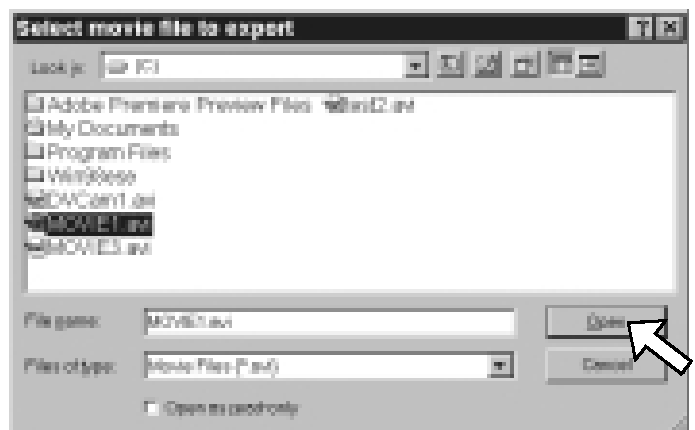 Select movie file to export
Look in: (C:)
Adobe Premiere Preview Files
My Documents
Program Files
DVCam1.avi
MOVIE1.avi
MOVIE3.avi
File name: MOVIE1.avi Open
Files of type: Movie Files (*.avi) Cancel
Open as read-only